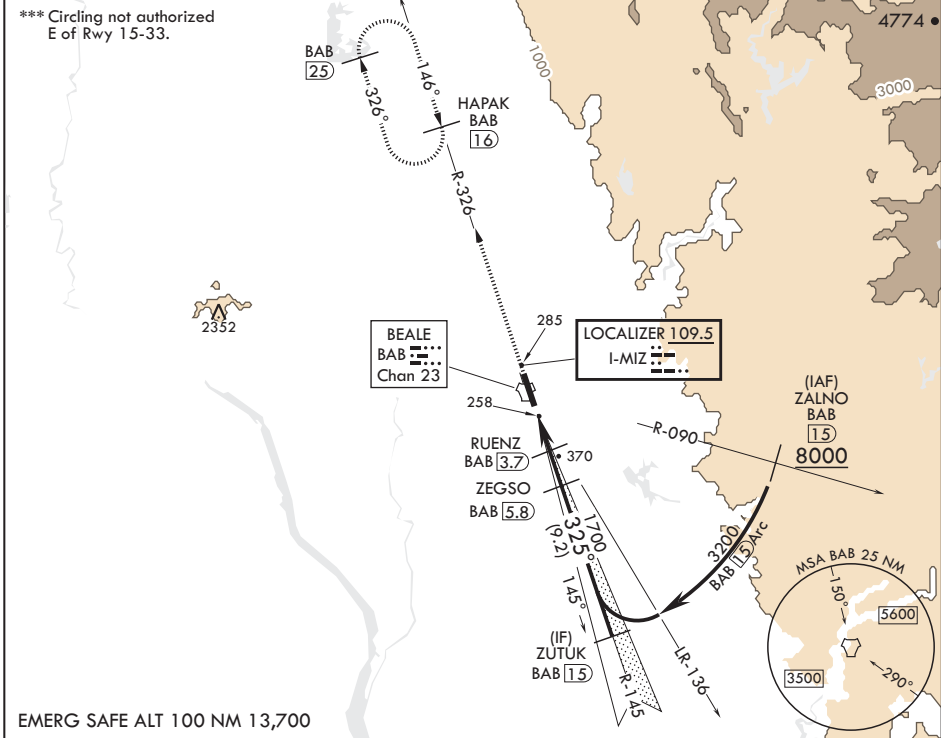 *** Circling not authorized
E of Rwy 15-33.
4774
1000
3000
BAB
25
146°
326°
HAPAK
BAB
16
R-326
2352
BEALE
BAB
Chan 23
285
LOCALIZER 109.5
I-MIZ
258
(IAF)
ZALNO
BAB
15
8000
R-090
RUENZ
BAB 3.7
370
ZEGSO
BAB 5.8
1700
325°
(9.2)
3200
BAB 15 Arc
145°
(IF)
ZUTUK
BAB 15
R-145
LR-136
MSA BAB 25 NM
150°
5600
3500
290°
EMERG SAFE ALT 100 NM 13,700